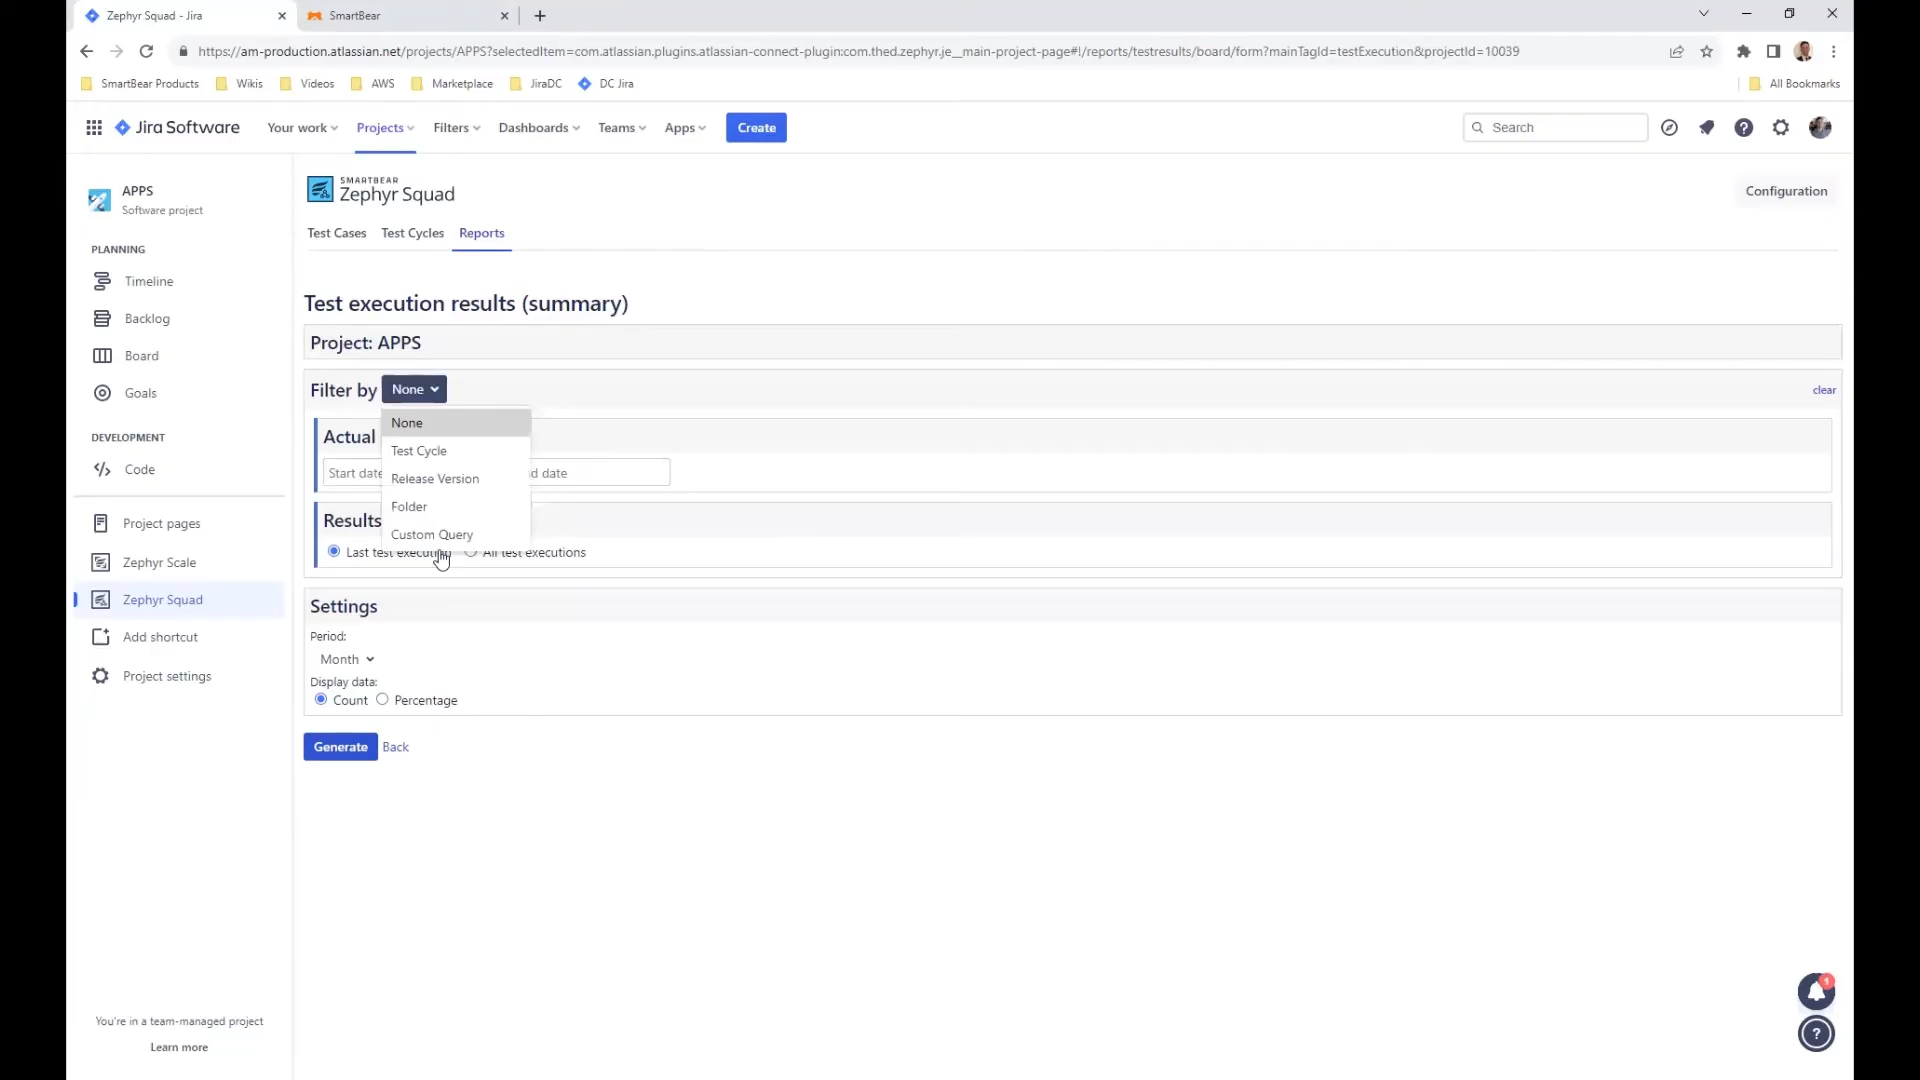 Zephyr Squad - Jira
SmartBear
https://am-production.atlassian.net/projects/APPS?selectedItem=com.atlassian.plugins.atlassian-connect-plugin:com.thed.zephyr.je__main-project-page#!/reports/testresults/board/form?mainTagId=testExecution&projectId=10039
SmartBear Products Wikis Videos AWS Marketplace JiraDC DC Jira All Bookmarks
Jira Software Your work Projects Filters Dashboards Teams Apps Create Search
APPS
Software project
PLANNING
Timeline
Backlog
Board
Goals
DEVELOPMENT
Code
Project pages
Zephyr Scale
Zephyr Squad
Add shortcut
Project settings
You're in a team-managed project
Learn more
SMARTBEAR
Zephyr Squad
Configuration
Test Cases Test Cycles Reports
Test execution results (summary)
Project: APPS
Filter by None clear
None
Test Cycle
Release Version
Folder
Custom Query
Actual
Start date d date
Results
Last test execution All test executions
Settings
Period:
Month
Display data:
Count Percentage
Generate Back
1